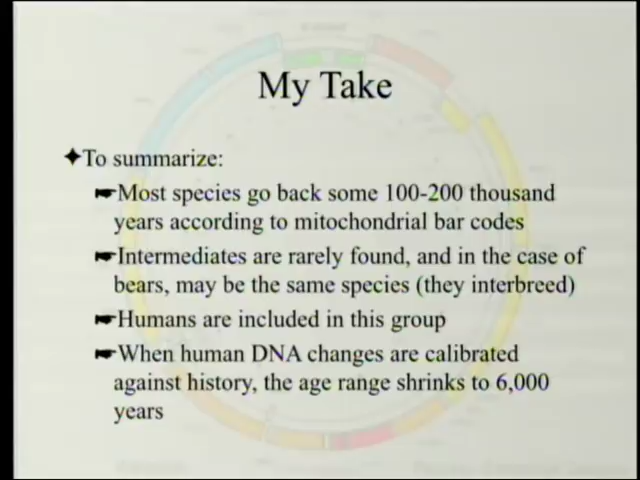 My Take
To summarize:
Most species go back some 100-200 thousand
years according to mitochondrial bar codes
Intermediates are rarely found, and in the case of
bears, may be the same species (they interbreed)
Humans are included in this group
When human DNA changes are calibrated
against history, the age range shrinks to 6,000
years